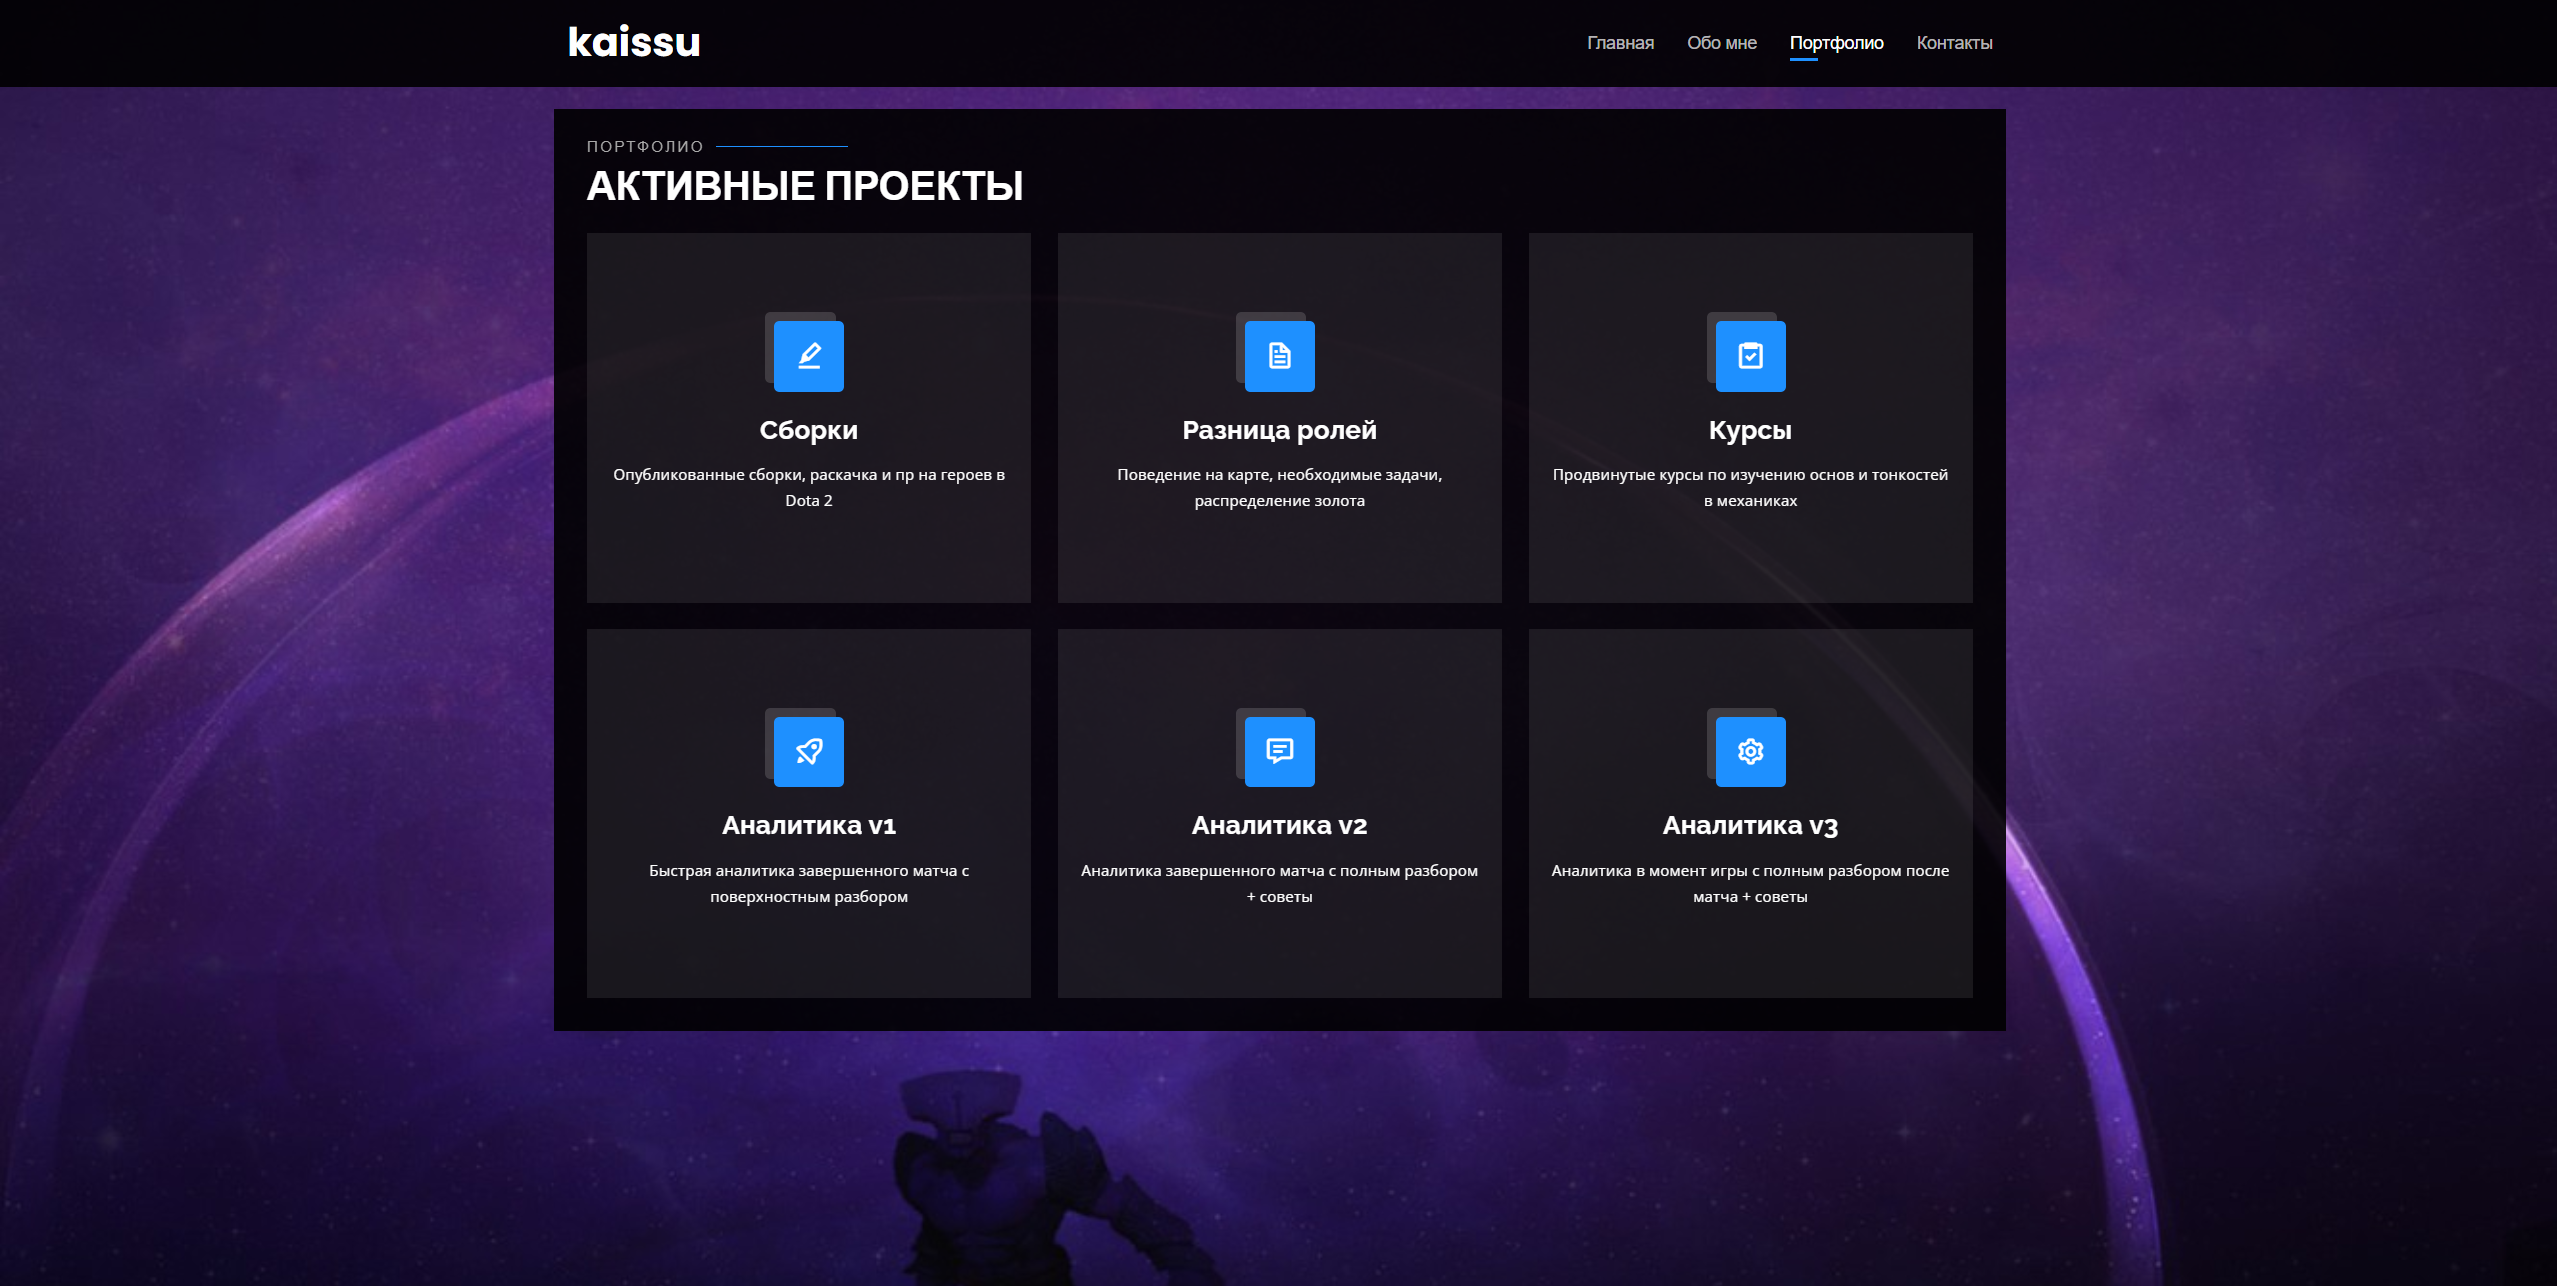 kaissu
Главная Обо мне Портфолио Контакты
ПОРТФОЛИО
АКТИВНЫЕ ПРОЕКТЫ
Сборки
Опубликованные сборки, раскачка и пр на героев в
Dota 2
Разница ролей
Поведение на карте, необходимые задачи,
распределение золота
Курсы
Продвинутые курсы по изучению основ и тонкостей
в механиках
Аналитика v1
Быстрая аналитика завершенного матча с
поверхностным разбором
Аналитика v2
Аналитика завершенного матча с полным разбором
+ советы
Аналитика v3
Аналитика в момент игры с полным разбором после
матча + советы